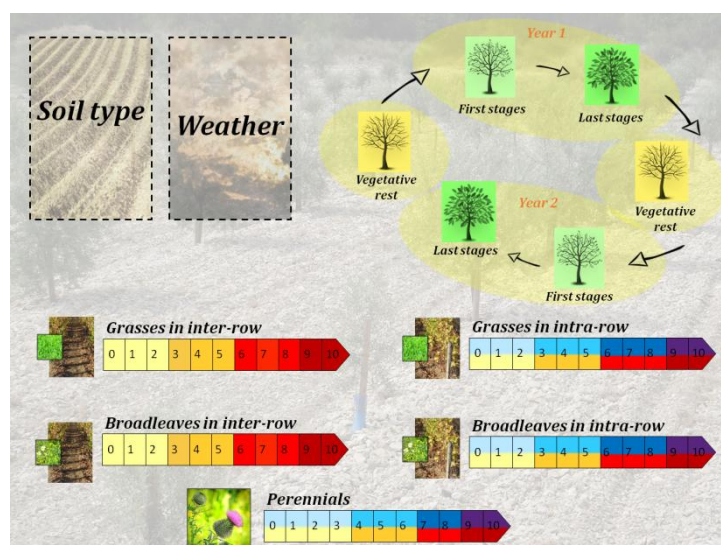 Soil type
Weather
Year 1
First stages
Last stages
Vegetative
rest
Vegetative
rest
Year 2
Last stages
First stages
Grasses in inter-row
0 1 2 3 4 5 6 7 8 9 10
Grasses in intra-row
0 1 2 3 4 5 6 7 8 9 10
Broadleaves in inter-row
0 1 2 3 4 5 6 7 8 9 10
Broadleaves in intra-row
0 1 2 3 4 5 6 7 8 9 10
Perennials
0 1 2 3 4 5 6 7 8 9 10